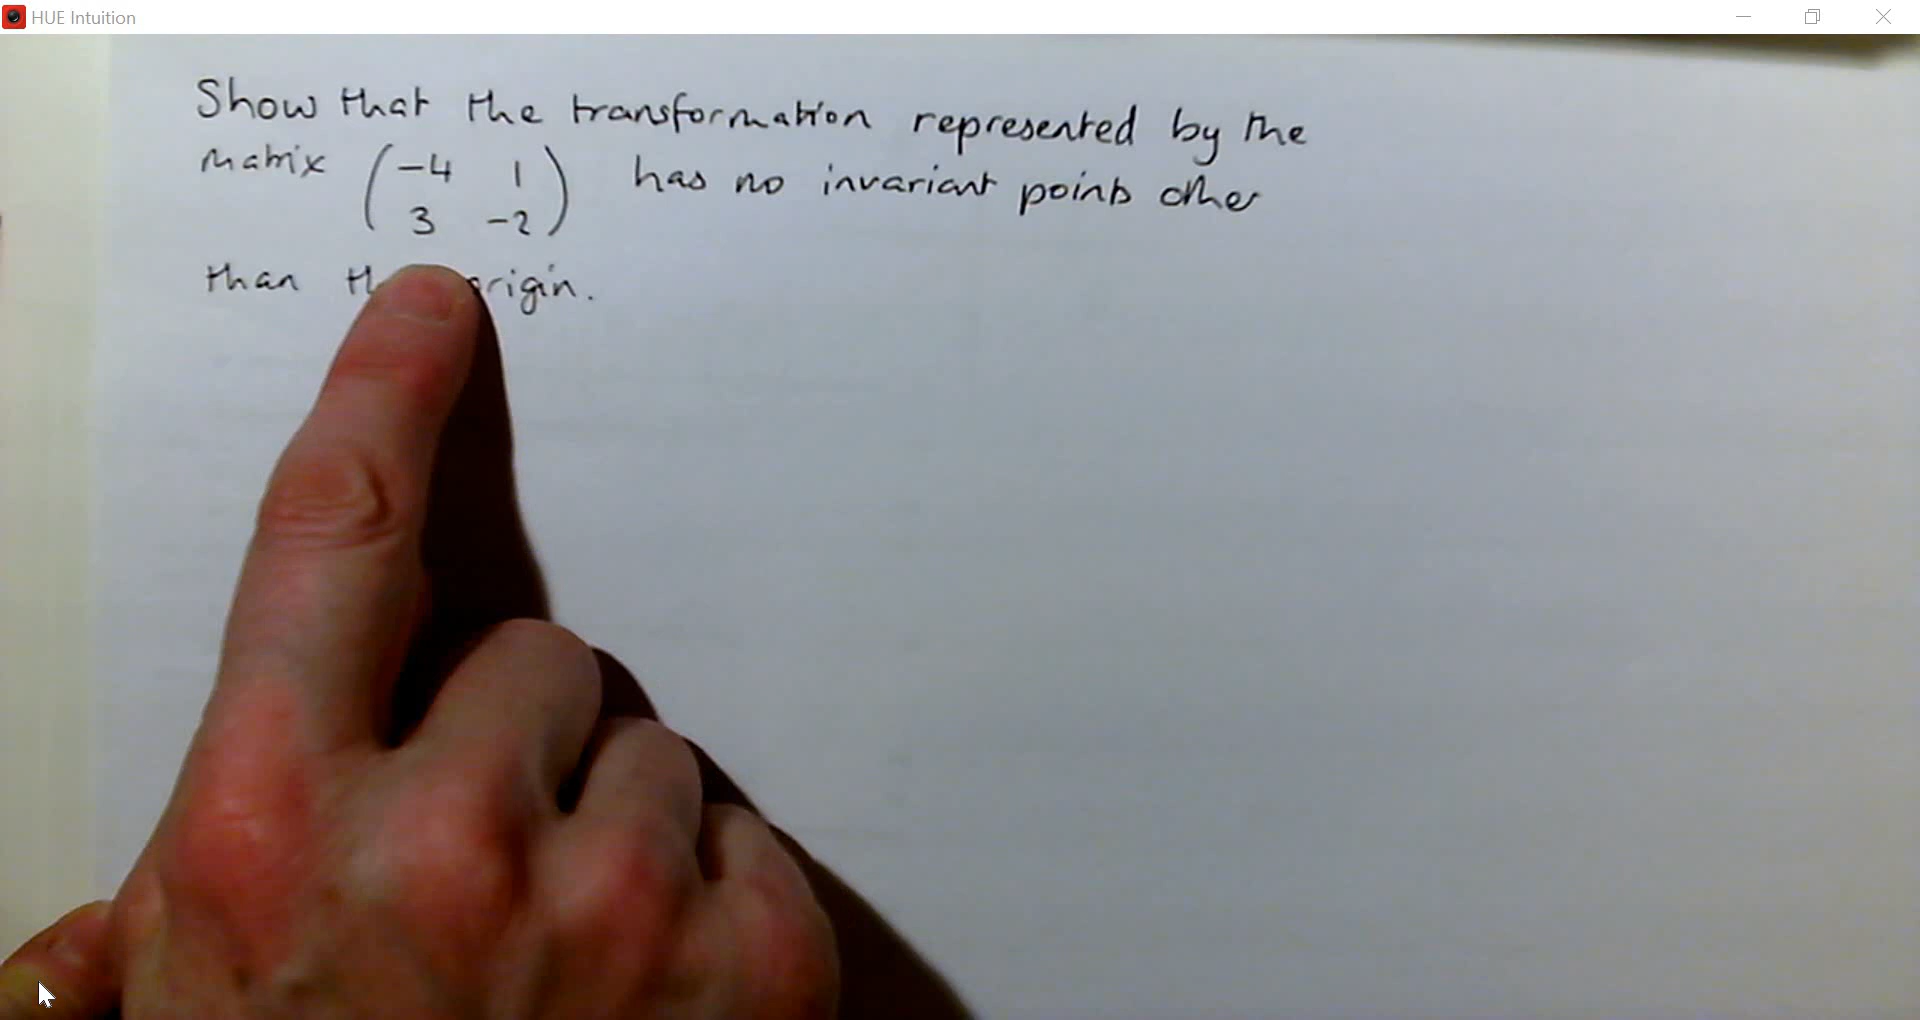 HUE Intuition
Show that the transformation represented by the
matrix (-4 1
3 -2) has no invariant points other
than origin.